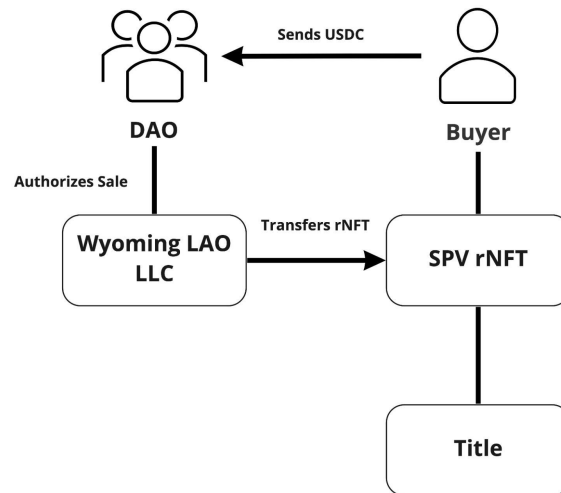 Sends USDC
DAO
Buyer
Authorizes Sale
Wyoming LAO
LLC
Transfers rNFT
SPV rNFT
Title